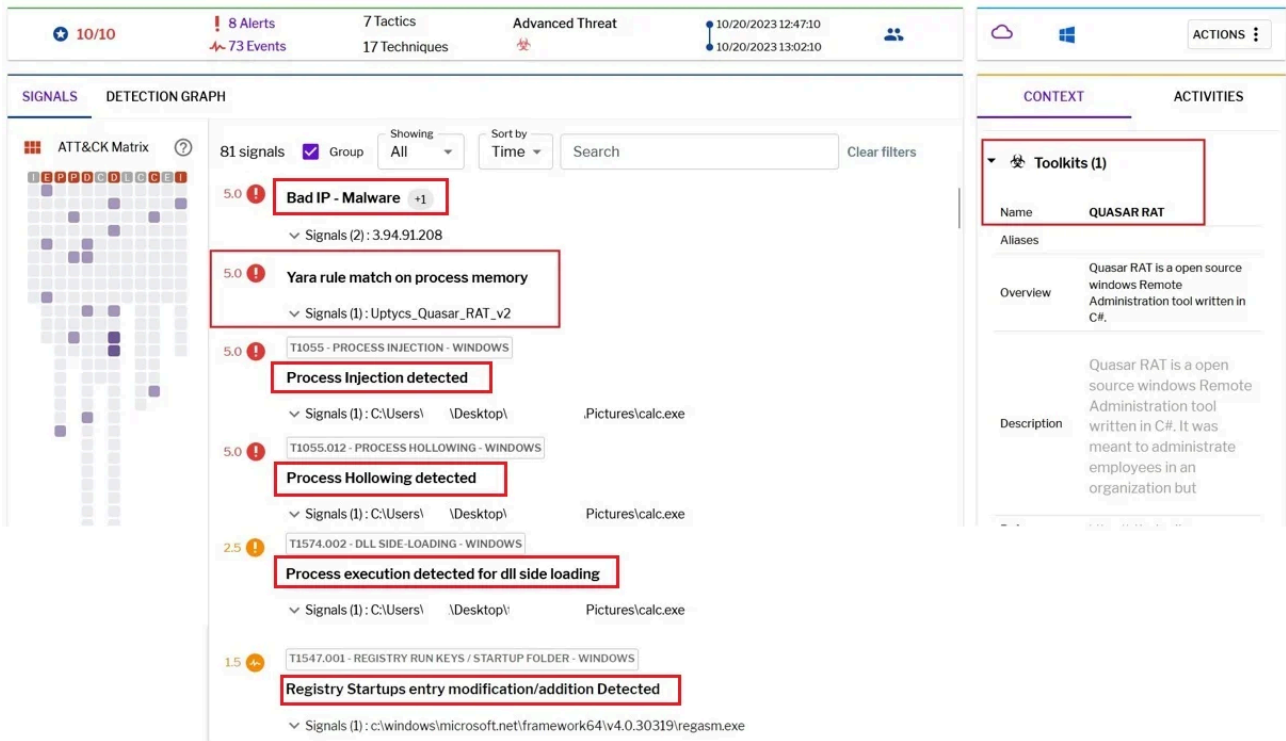 10/10
8 Alerts
73 Events
7 Tactics
17 Techniques
Advanced Threat
10/20/2023 12:47:10
10/20/2023 13:02:10
ACTIONS
SIGNALS
DETECTION GRAPH
ATT&CK Matrix
I E P P D C D L C C E I
81 signals
Group
Showing
All
Sort by
Time
Search
Clear filters
5.0
Bad IP - Malware +1
Signals (2) : 3.94.91.208
5.0
Yara rule match on process memory
Signals (1) : Uptycs_Quasar_RAT_v2
T1055 - PROCESS INJECTION - WINDOWS
5.0
Process Injection detected
Signals (1) : C:\Users\ \Desktop\ .Pictures\calc.exe
T1055.012 - PROCESS HOLLOWING - WINDOWS
5.0
Process Hollowing detected
Signals (1) : C:\Users\ \Desktop\ Pictures\calc.exe
T1574.002 - DLL SIDE-LOADING - WINDOWS
2.5
Process execution detected for dll side loading
Signals (1) : C:\Users\ \Desktop\ Pictures\calc.exe
T1547.001 - REGISTRY RUN KEYS / STARTUP FOLDER - WINDOWS
1.5
Registry Startups entry modification/addition Detected
Signals (1) : c:\windows\microsoft.net\framework64\v4.0.30319\regasm.exe
CONTEXT
ACTIVITIES
Toolkits (1)
Name
QUASAR RAT
Aliases
Overview
Quasar RAT is a open source
windows Remote
Administration tool written in
C#.
Description
Quasar RAT is a open
source windows Remote
Administration tool
written in C#. It was
meant to administrate
employees in an
organization but